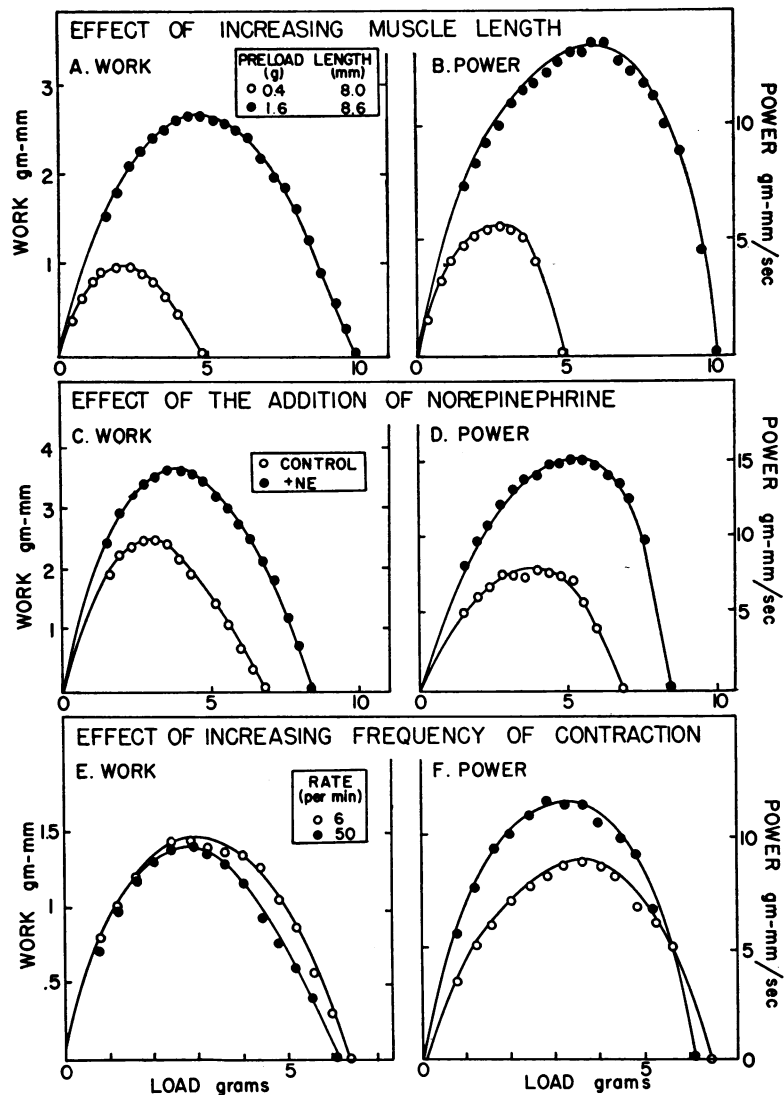 EFFECT OF INCREASING MUSCLE LENGTH
A. WORK
PRELOAD LENGTH
(g) (mm)
0.4 8.0
1.6 8.6
B. POWER
3
2
1
0 5 10
WORK gm-mm
10
5
0 5 10
POWER gm-mm/sec
EFFECT OF THE ADDITION OF NOREPINEPHRINE
C. WORK
CONTROL
+NE
D. POWER
4
3
2
1
0 5 10
WORK gm-mm
15
10
5
0 5 10
POWER gm-mm/sec
EFFECT OF INCREASING FREQUENCY OF CONTRACTION
E. WORK
RATE
(per min)
6
50
F. POWER
1.5
1
.5
0 5
WORK gm-mm
LOAD grams
10
5
0
0 5
POWER gm-mm/sec
LOAD grams